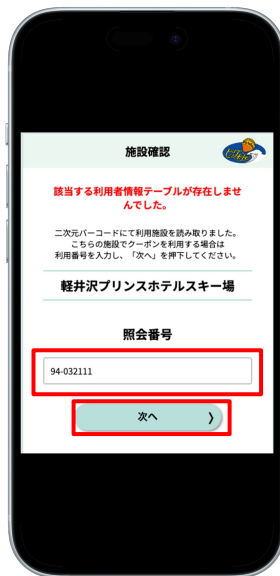 施設確認
該当する利用者情報テーブルが存在しませ
んでした。
二次元バーコードにて利用施設を読み取りました。
こちらの施設でクーポンを利用する場合は
利用番号を入力し、「次へ」を押下してください。
軽井沢プリンスホテルスキー場
照会番号
94-032111
次へ 〉